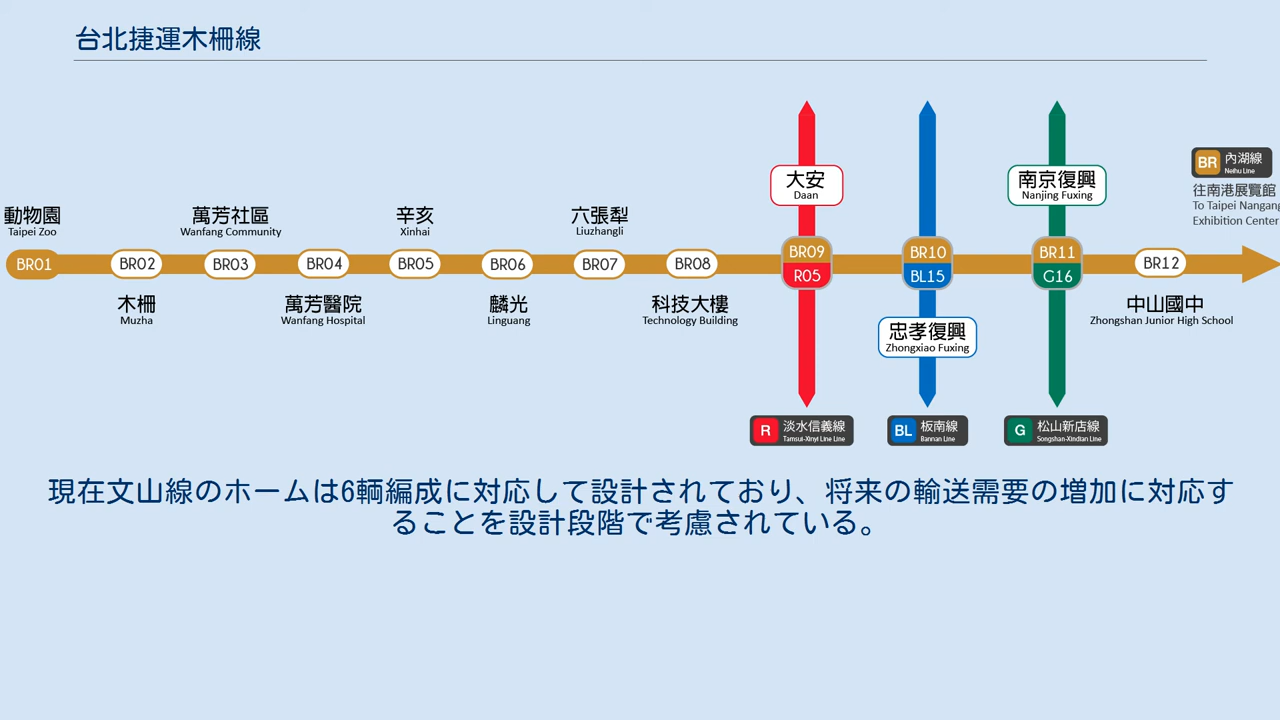 台北捷運木柵線
BR 內湖線
Neihu Line
往南港展覽館
To Taipei Nangang
Exhibition Center
動物園
Taipei Zoo
BR01
BR02
木柵
Muzha
萬芳社區
Wanfang Community
BR03
BR04
萬芳醫院
Wanfang Hospital
辛亥
Xinhai
BR05
BR06
麟光
Linguang
六張犁
Liuzhangli
BR07
BR08
科技大樓
Technology Building
大安
Daan
BR09
R05
BR10
BL15
忠孝復興
Zhongxiao Fuxing
南京復興
Nanjing Fuxing
BR11
G16
BR12
中山國中
Zhongshan Junior High School
R 淡水信義線
Tamsui-Xinyi Line Line
BL 板南線
Bannan Line
G 松山新店線
Songshan-Xindian Line
現在文山線のホームは6輌編成に対応して設計されており、将来の輸送需要の増加に対応す
ることを設計段階で考慮されている。